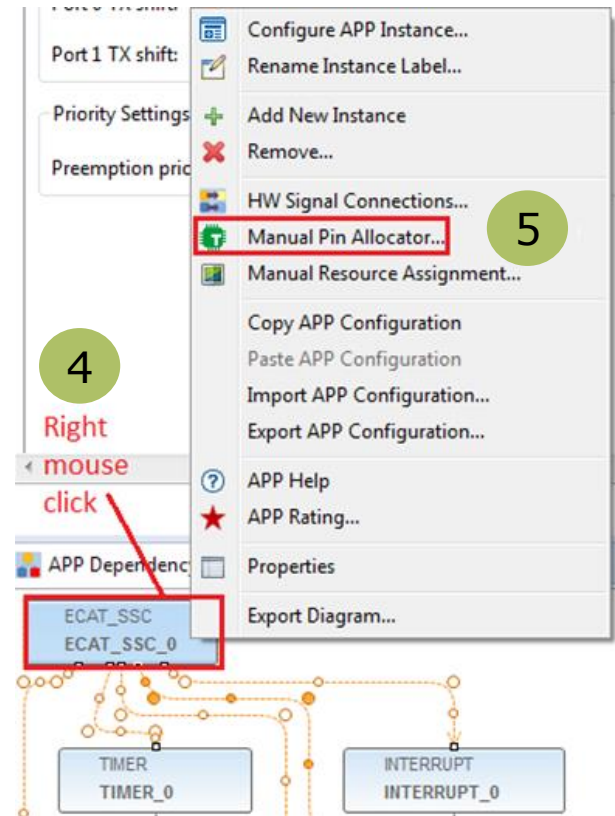 Port 1 TX shift:
Priority Settings
Preemption pric
Configure APP Instance...
Rename Instance Label...
Add New Instance
Remove...
HW Signal Connections...
Manual Pin Allocator...
5
Manual Resource Assignment...
Copy APP Configuration
Paste APP Configuration
Import APP Configuration...
Export APP Configuration...
APP Help
APP Rating...
Properties
Export Diagram...
4
Right
mouse
click
APP Dependenc
ECAT_SSC
ECAT_SSC_0
TIMER
TIMER_0
INTERRUPT
INTERRUPT_0